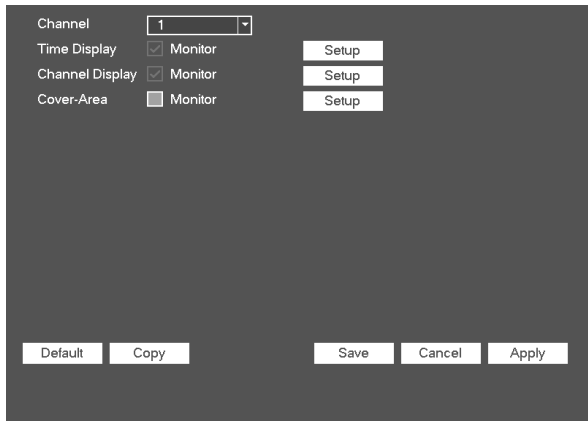 Channel 1
Time Display Monitor Setup
Channel Display Monitor Setup
Cover-Area Monitor Setup
Default Copy Save Cancel Apply